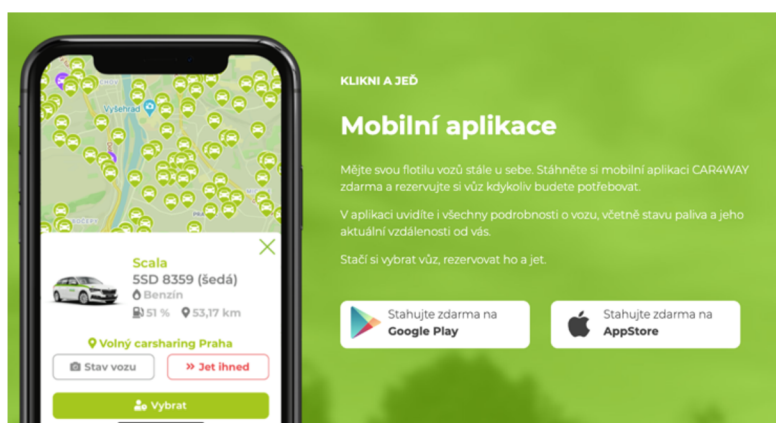 Vyšehrad
Scala
5SD 8359 (šedá)
Benzín
51 % 53,17 km
Volný carsharing Praha
Stav vozu
Jet ihned
Vybrat
KLIKNI A JEĎ
Mobilní aplikace
Mějte svou flotilu vozů stále u sebe. Stáhněte si mobilní aplikaci CAR4WAY
zdarma a rezervujte si vůz kdykoliv budete potřebovat.
V aplikaci uvidíte i všechny podrobnosti o vozu, včetně stavu paliva a jeho
aktuální vzdálenosti od vás.
Stačí si vybrat vůz, rezervovat ho a jet.
Stahujte zdarma na
Google Play
Stahujte zdarma na
AppStore